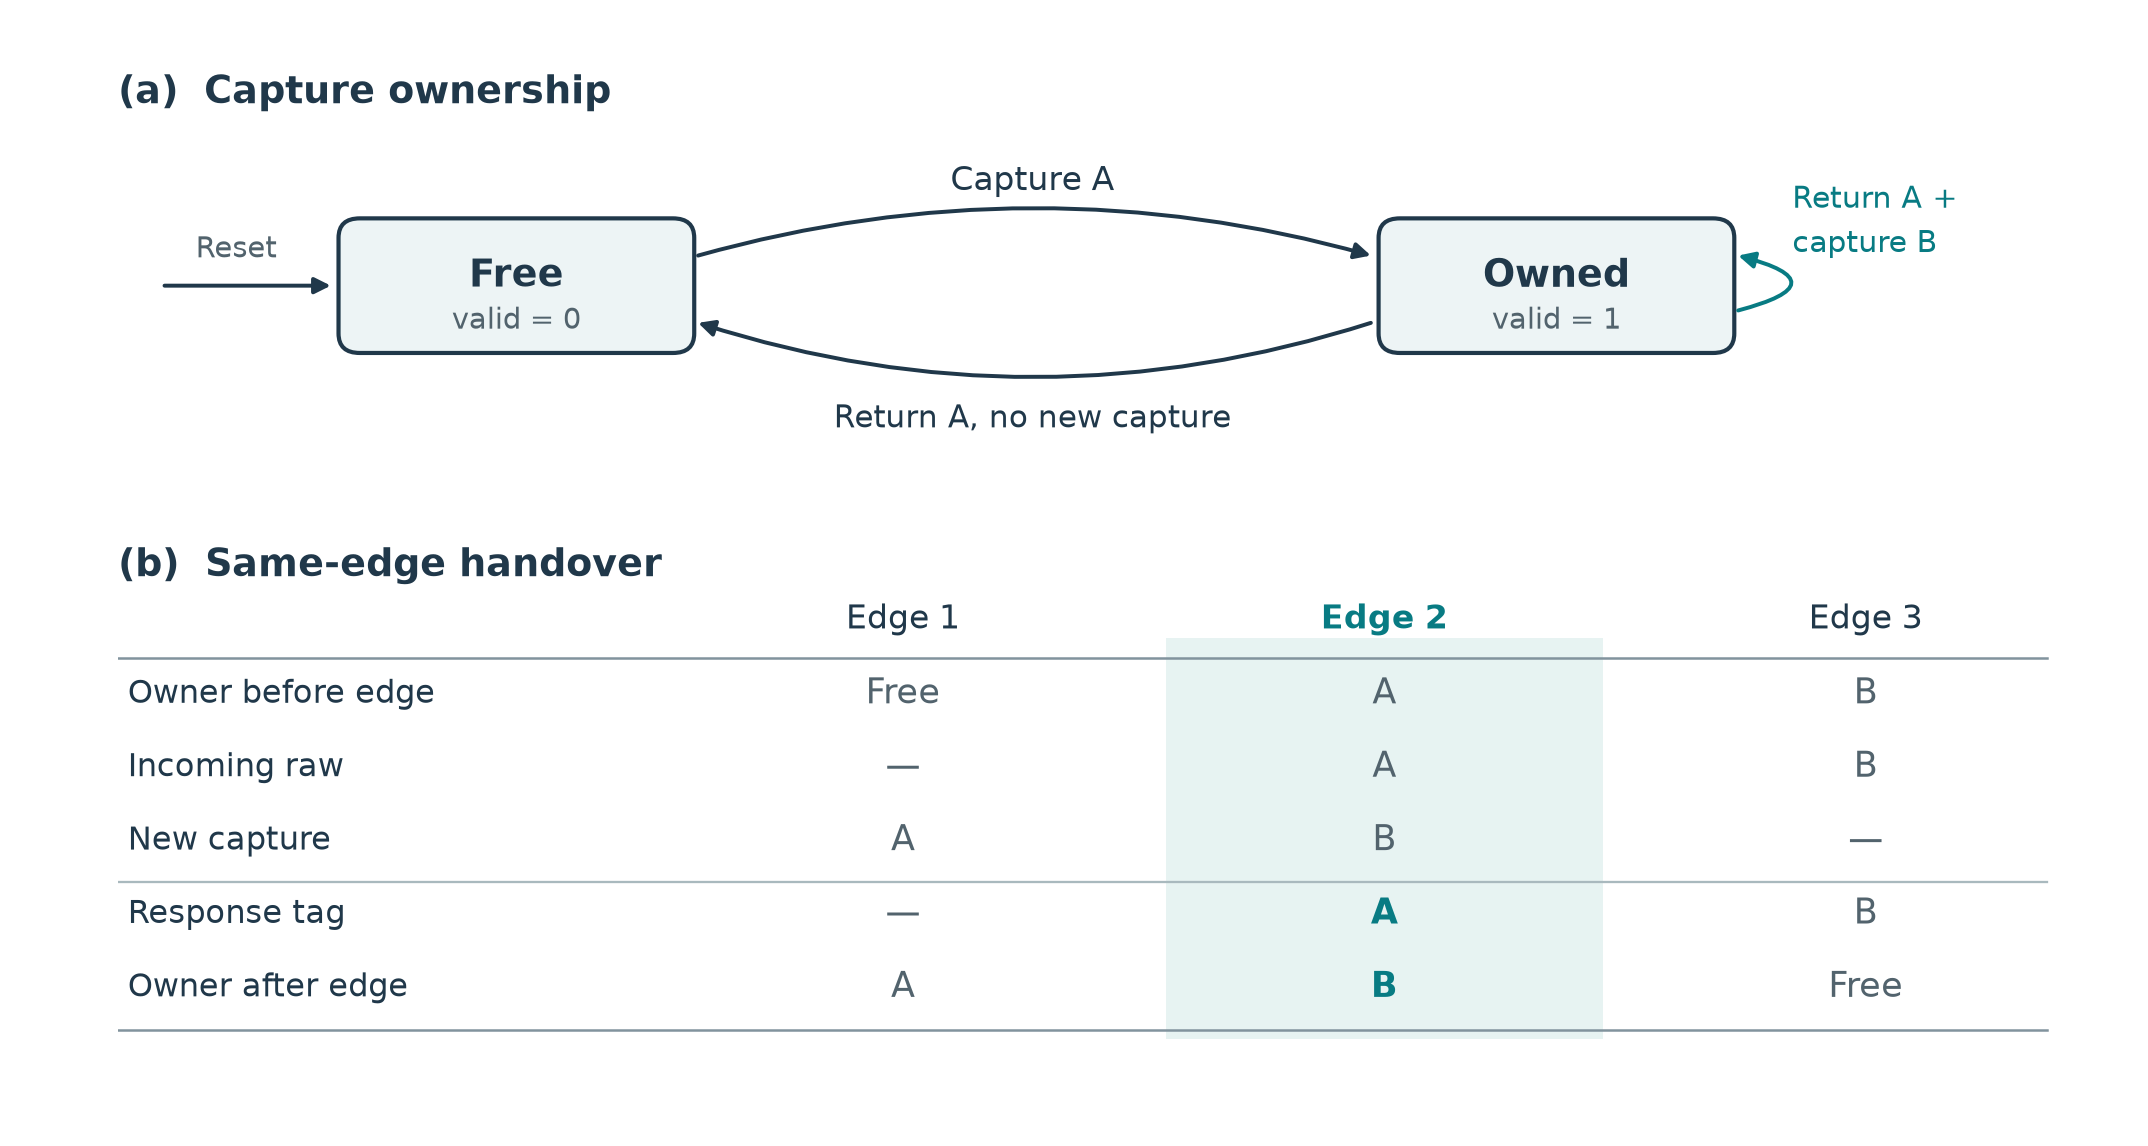 (a) Capture ownership
Capture A
Return A +
capture B
Reset
Free
valid = 0
Owned
valid = 1
Return A, no new capture
(b) Same-edge handover
Edge 1 Edge 2 Edge 3
Owner before edge Free A B
Incoming raw — A B
New capture A B —
Response tag — A B
Owner after edge A B Free